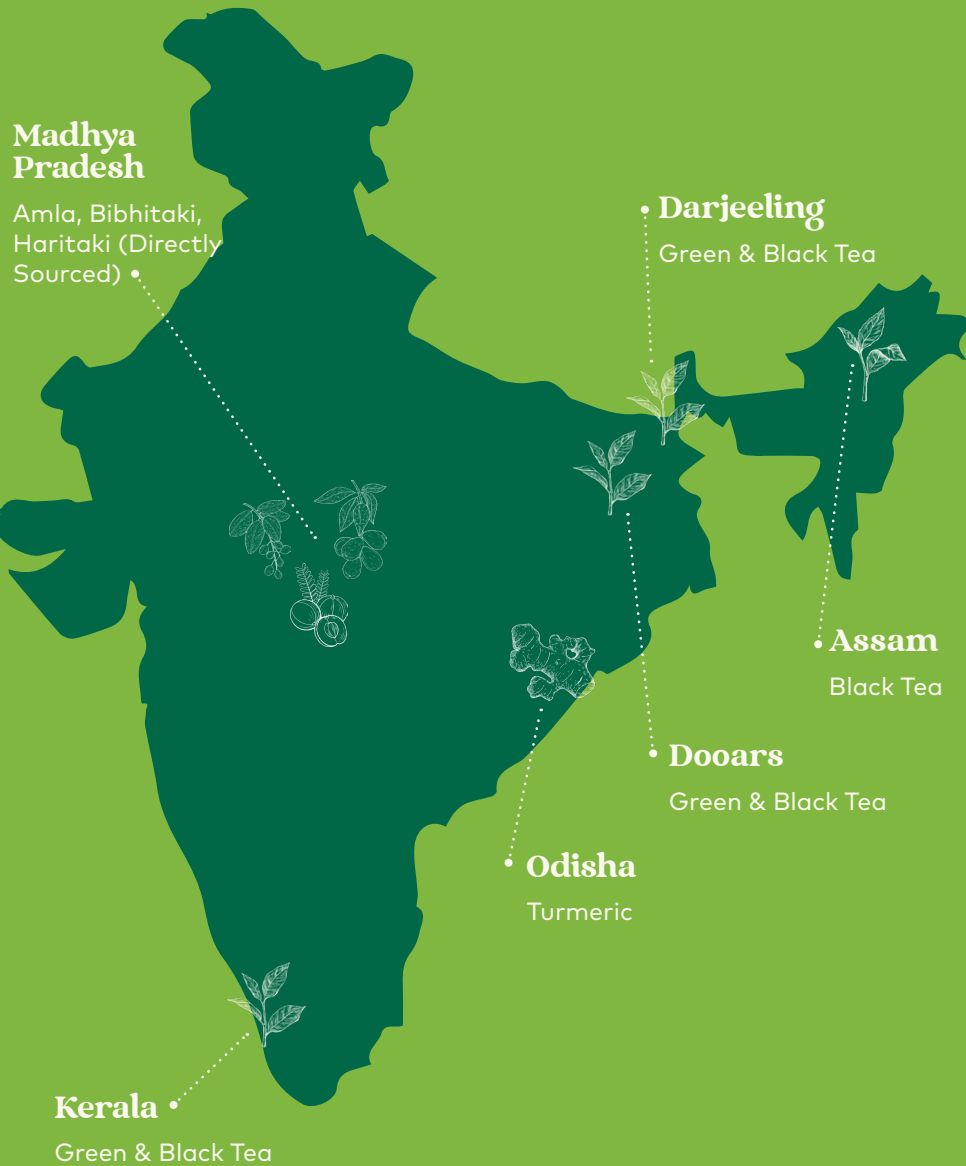 Madhya
Pradesh
Amla, Bibhitaki,
Haritaki (Directly
Sourced)
Darjeeling
Green & Black Tea
Assam
Black Tea
Dooars
Green & Black Tea
Odisha
Turmeric
Kerala
Green & Black Tea